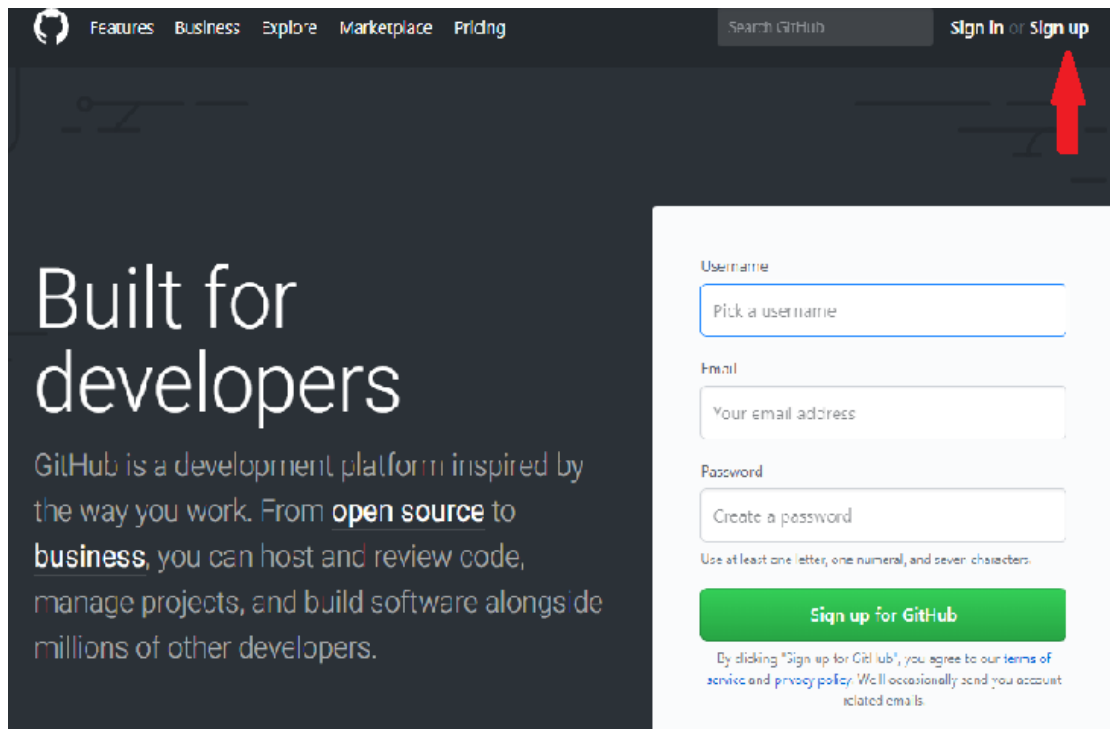 Features Business Explore Marketplace Pricing Search GitHub Sign in or Sign up
Built for
developers
GitHub is a development platform inspired by
the way you work. From open source to
business, you can host and review code,
manage projects, and build software alongside
millions of other developers.
Username
Pick a username
Email
Your email address
Password
Create a password
Use at least one letter, one numeral, and seven characters.
Sign up for GitHub
By clicking "Sign up for GitHub", you agree to our terms of
service and privacy policy. We'll occasionally send you account
related emails.